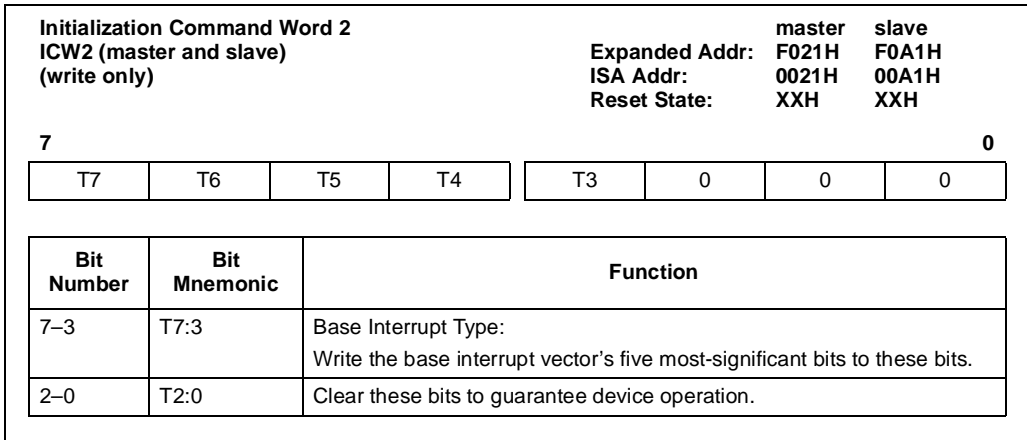 Initialization Command Word 2
ICW2 (master and slave)
(write only)
master slave
Expanded Addr: F021H F0A1H
ISA Addr: 0021H 00A1H
Reset State: XXH XXH
7 0
T7 T6 T5 T4 T3 0 0 0
Bit Number Bit Mnemonic Function
7–3 T7:3 Base Interrupt Type:
Write the base interrupt vector’s five most-significant bits to these bits.
2–0 T2:0 Clear these bits to guarantee device operation.